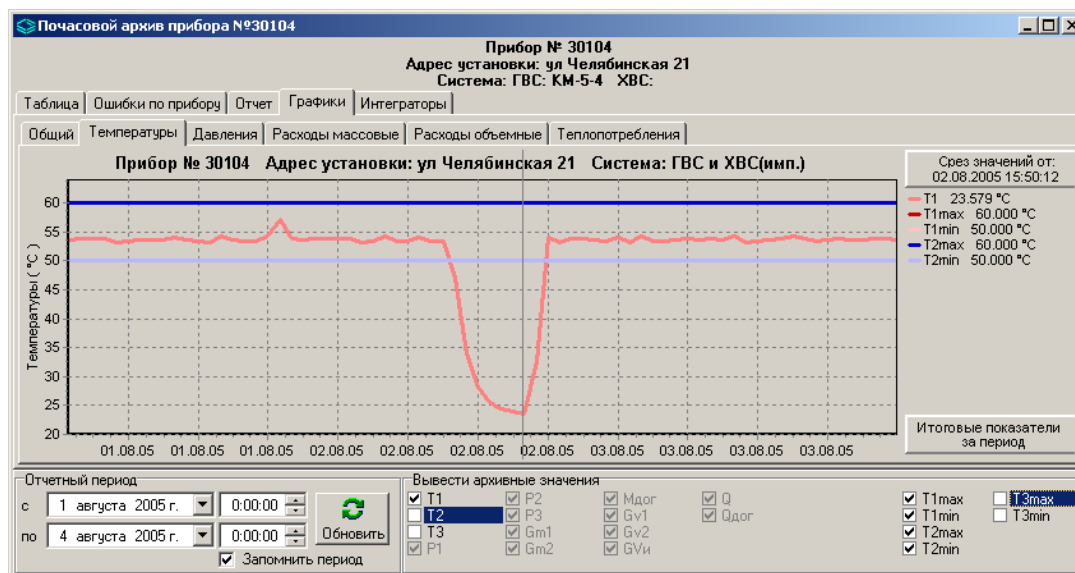 Почасовой архив прибора №30104
Прибор № 30104
Адрес установки: ул Челябинская 21
Система: ГВС: КМ-5-4 ХВС:
Таблица Ошибки по прибору Отчет Графики Интеграторы
Общий Температуры Давления Расходы массовые Расходы объемные Теплопотребления
Прибор № 30104 Адрес установки: ул Челябинская 21 Система: ГВС и ХВС(имп.)
Срез значений от:
02.08.2005 15:50:12
T1 23.579 °C
T1max 60.000 °C
T1min 50.000 °C
T2max 60.000 °C
T2min 50.000 °C
Температуры ( °C )
60
55
50
45
40
35
30
25
20
01.08.05 01.08.05 01.08.05 02.08.05 02.08.05 02.08.05 02.08.05 03.08.05 03.08.05 03.08.05 03.08.05
Итоговые показатели
за период
Отчетный период
с 1 августа 2005 г. 0:00:00
по 4 августа 2005 г. 0:00:00
Обновить
Запомнить период
Вывести архивные значения
T1 P2 Mдог Q T1max T3max
T2 P3 Gv1 Qдог T1min T3min
T3 Gm1 Gv2 T2max
P1 Gm2 GVи T2min